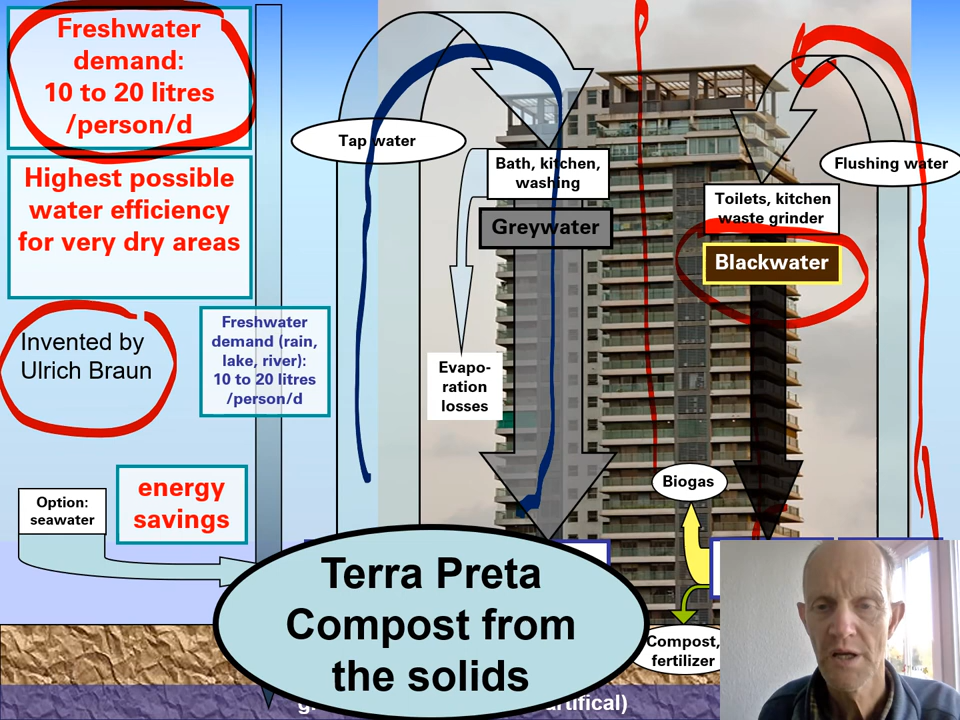 Freshwater
demand:
10 to 20 litres
/person/d
Highest possible
water efficiency
for very dry areas
Invented by
Ulrich Braun
Freshwater
demand (rain,
lake, river):
10 to 20 litres
/person/d
Option:
seawater
energy
savings
Tap water
Bath, kitchen,
washing
Greywater
Evapo-
ration
losses
Flushing water
Toilets, kitchen
waste grinder
Blackwater
Biogas
Compost,
fertilizer
Terra Preta
Compost from
the solids